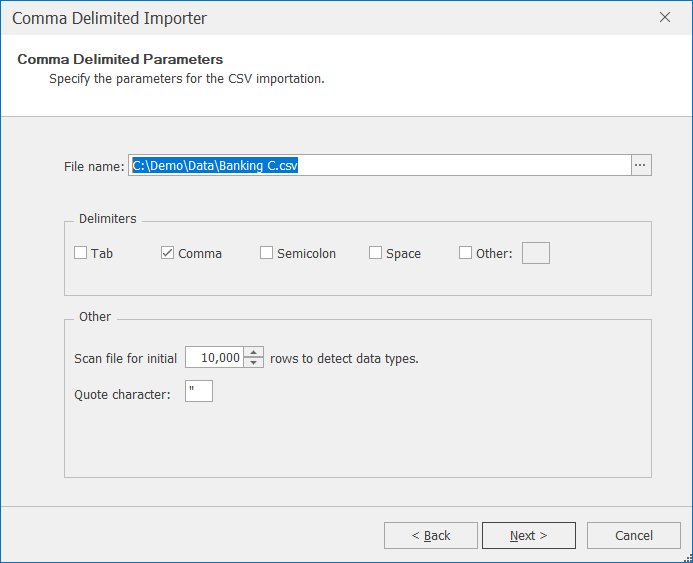 Comma Delimited Importer
Comma Delimited Parameters
Specify the parameters for the CSV importation.
File name: C:\Demo\Data\Banking C.csv ...
Delimiters
Tab Comma Semicolon Space Other:
Other
Scan file for initial 10,000 rows to detect data types.
Quote character: "
< Back Next > Cancel